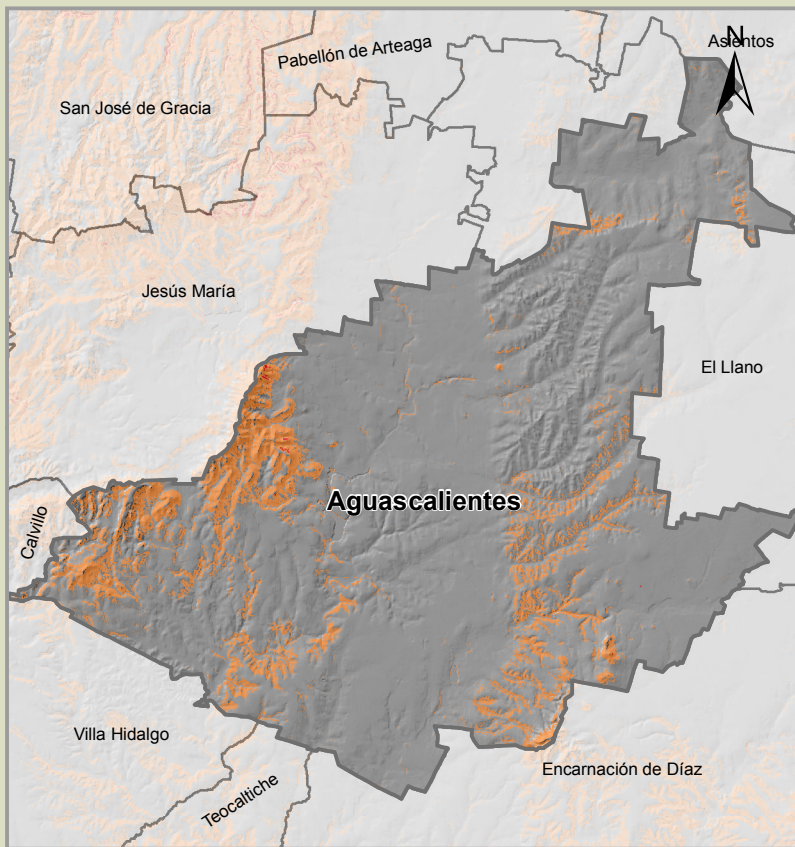 N
Asientos
Pabellón de Arteaga
San José de Gracia
Jesús María
El Llano
Aguascalientes
Calvillo
Villa Hidalgo
Encarnación de Díaz
Teocaltiche